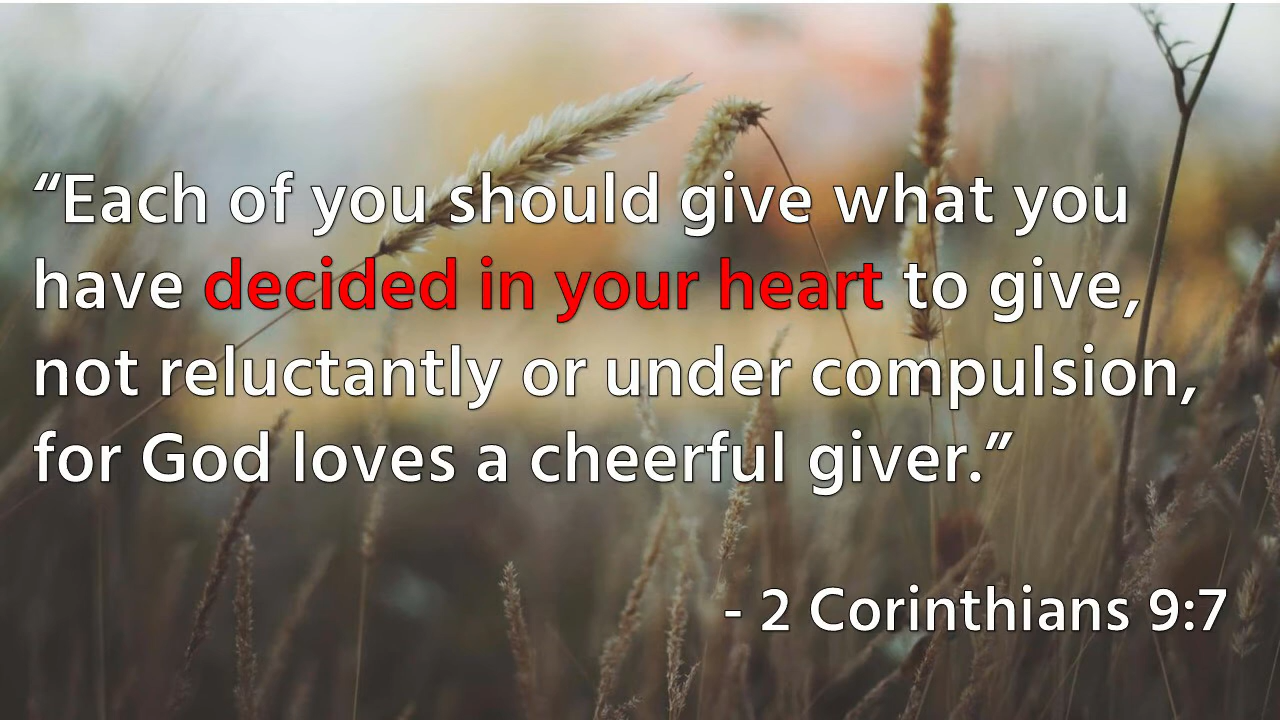 “Each of you should give what you
have decided in your heart to give,
not reluctantly or under compulsion,
for God loves a cheerful giver.”
- 2 Corinthians 9:7